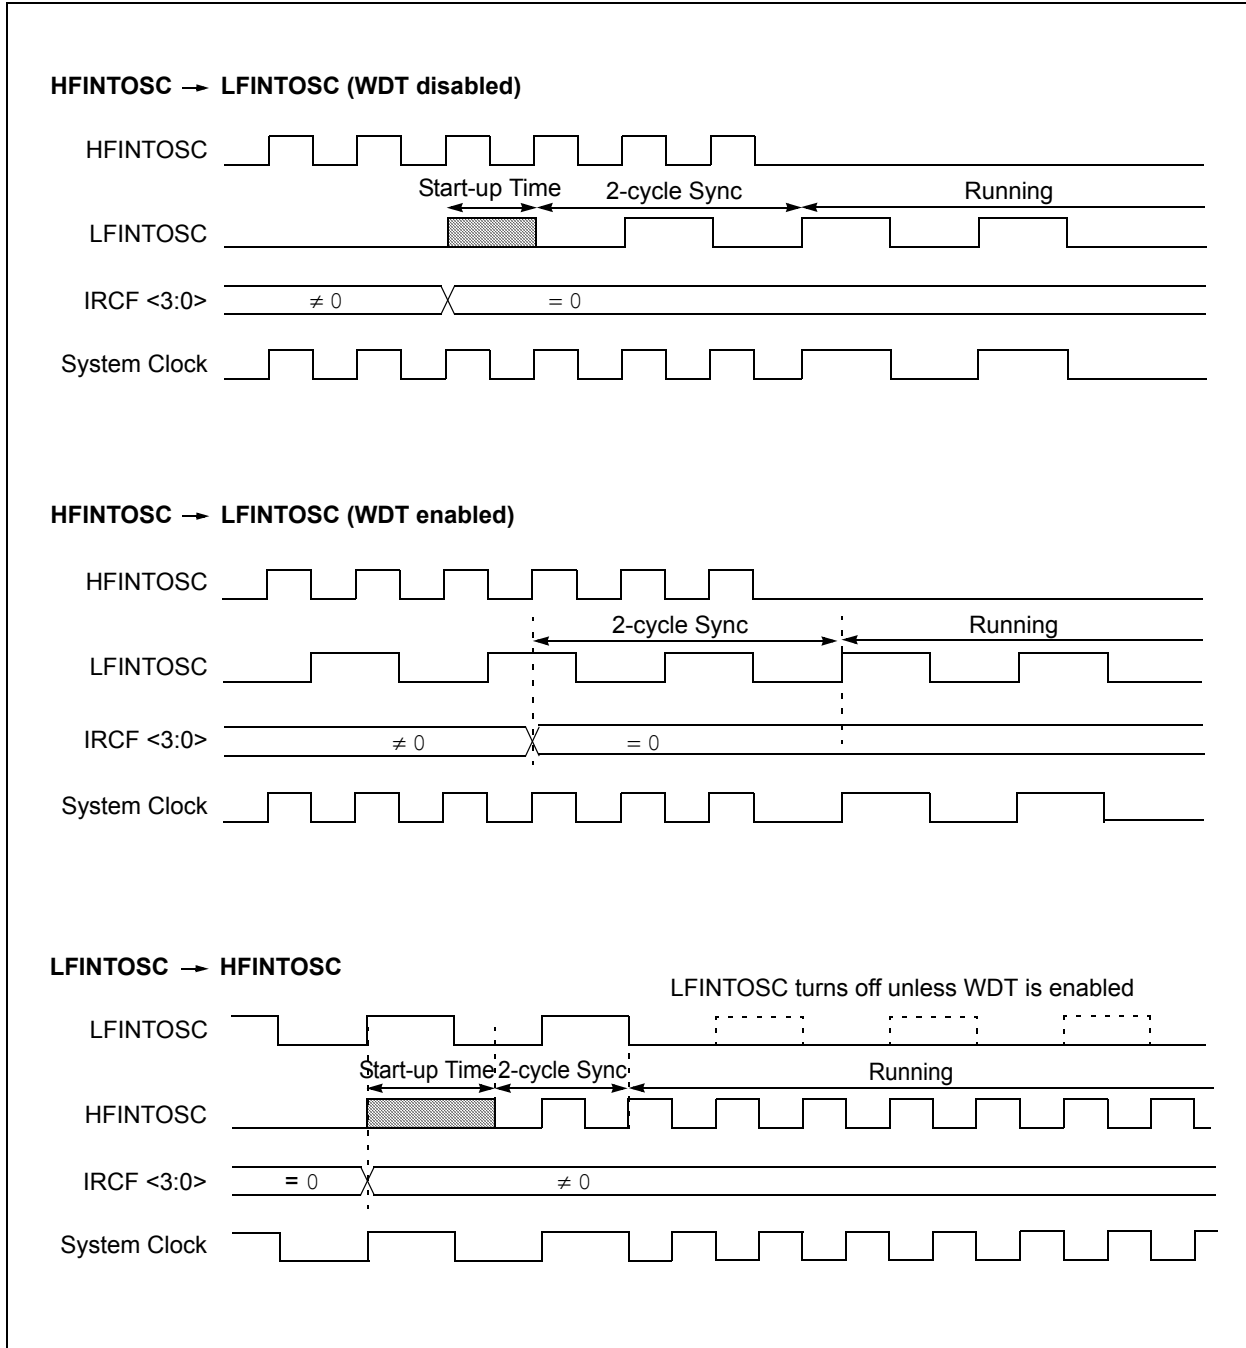 HFINTOSC → LFINTOSC (WDT disabled)
HFINTOSC
Start-up Time 2-cycle Sync Running
LFINTOSC
IRCF <3:0> ≠ 0 = 0
System Clock
HFINTOSC → LFINTOSC (WDT enabled)
HFINTOSC
2-cycle Sync Running
LFINTOSC
IRCF <3:0> ≠ 0 = 0
System Clock
LFINTOSC → HFINTOSC
LFINTOSC turns off unless WDT is enabled
LFINTOSC
Start-up Time 2-cycle Sync Running
HFINTOSC
IRCF <3:0> = 0 ≠ 0
System Clock